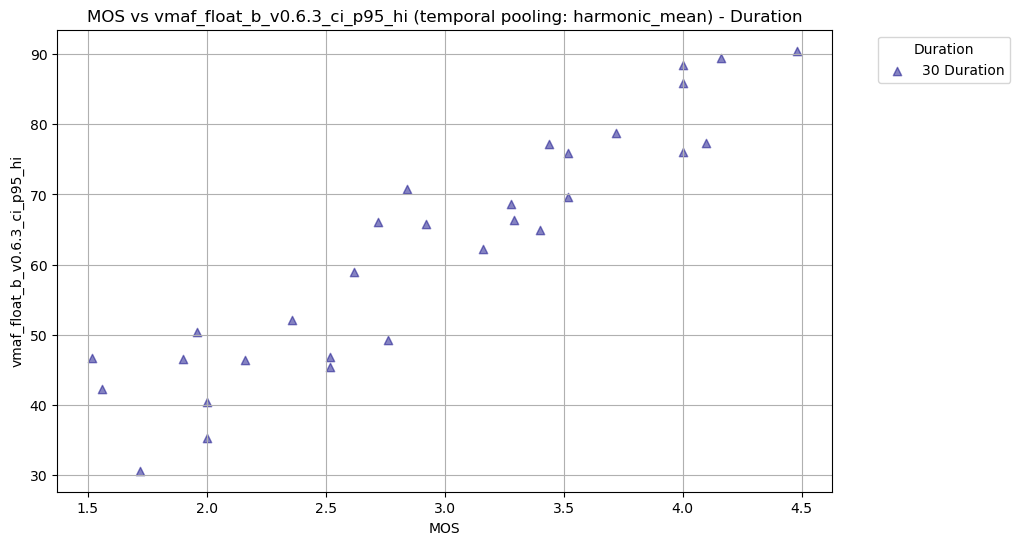 MOS vs vmaf_float_b_v0.6.3_ci_p95_hi (temporal pooling: harmonic_mean) - Duration
Duration
30 Duration
vmaf_float_b_v0.6.3_ci_p95_hi
90
80
70
60
50
40
30
1.5 2.0 2.5 3.0 3.5 4.0 4.5
MOS